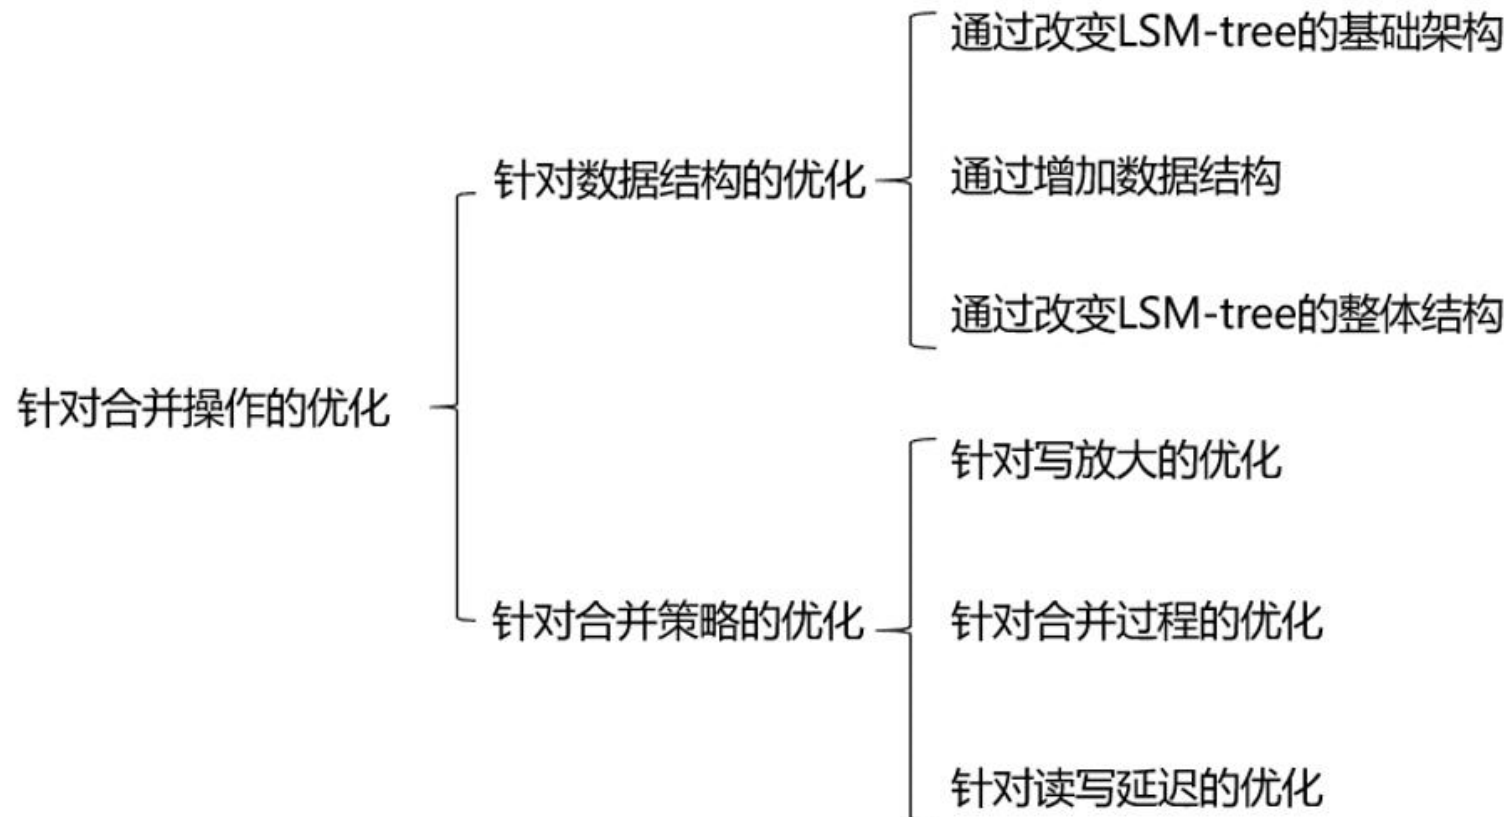 针对合并操作的优化
针对数据结构的优化
通过改变LSM-tree的基础架构
通过增加数据结构
通过改变LSM-tree的整体结构
针对合并策略的优化
针对写放大的优化
针对合并过程的优化
针对读写延迟的优化